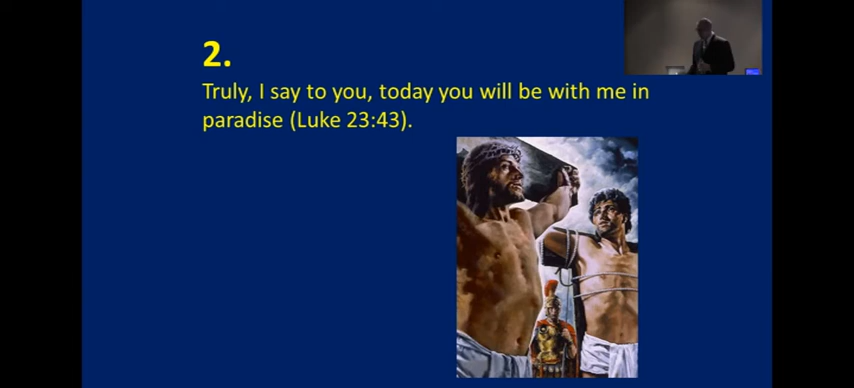 2.
Truly, I say to you, today you will be with me in
paradise (Luke 23:43).